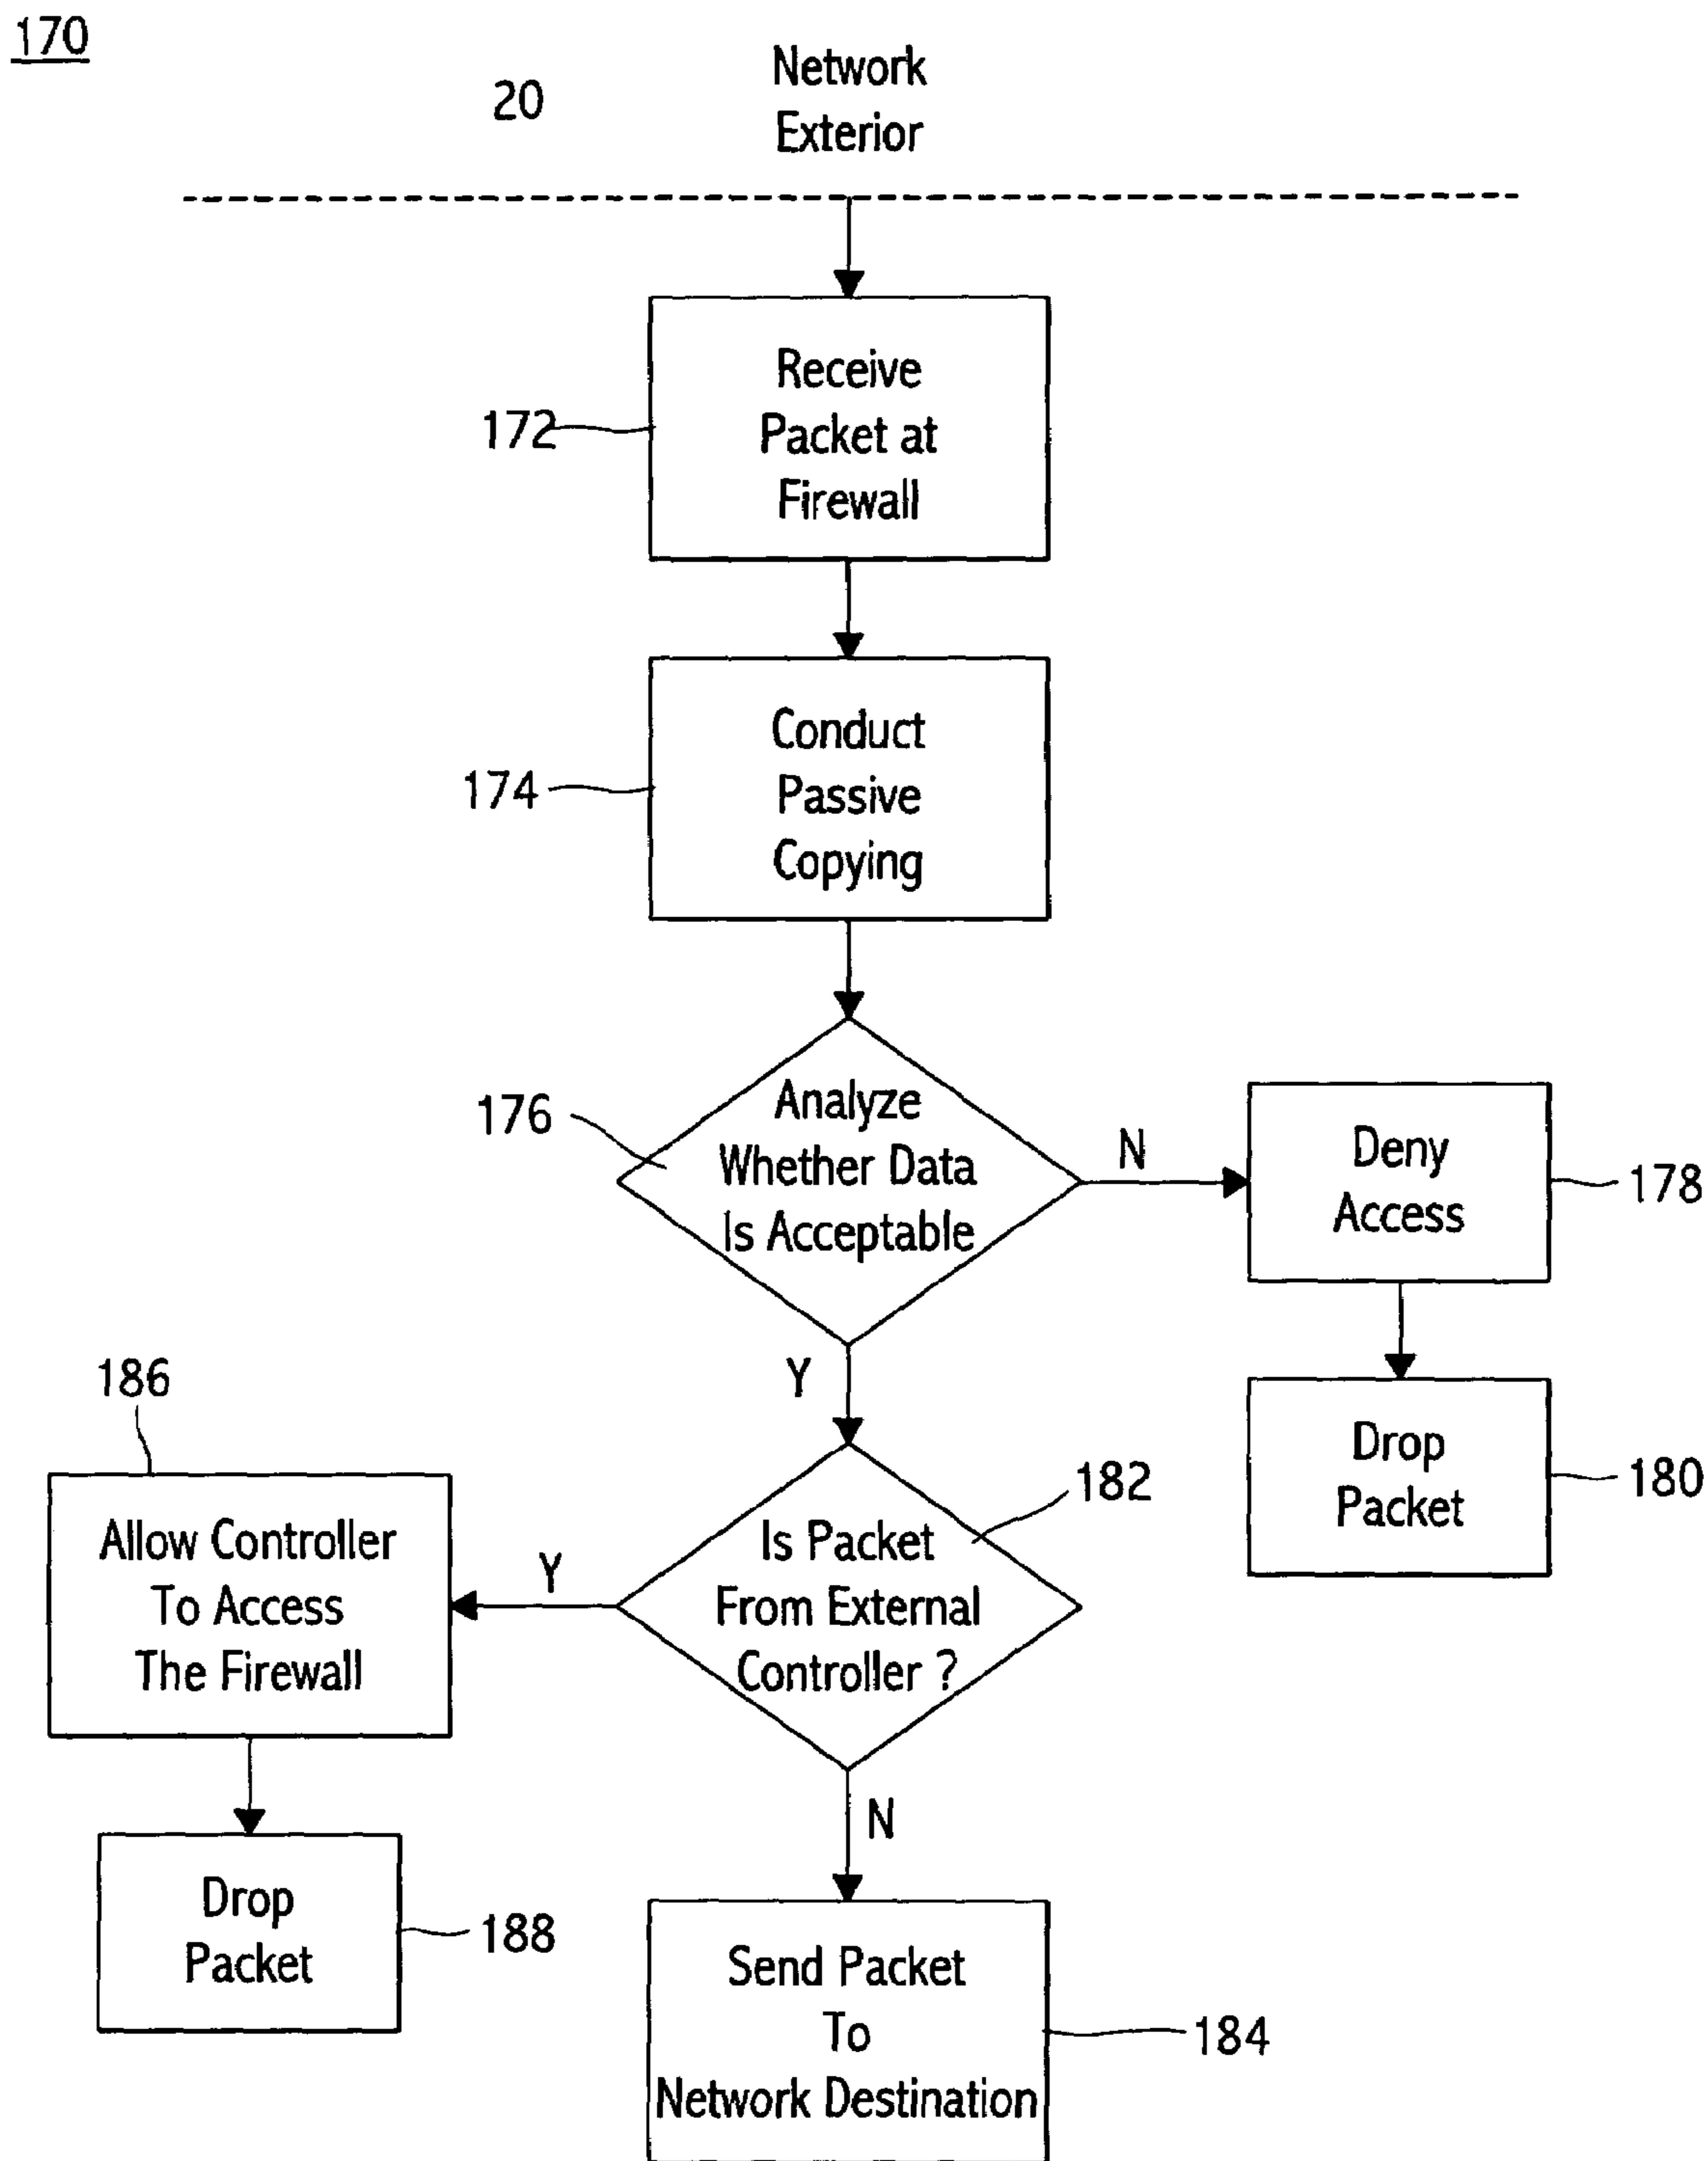 170
20
Network
Exterior
172
Receive
Packet at
Firewall
174
Conduct
Passive
Copying
176
Analyze
Whether Data
Is Acceptable
N
Deny
Access
178
Y
Drop
Packet
180
186
Allow Controller
To Access
The Firewall
Y
182
Is Packet
From External
Controller ?
N
Drop
Packet
188
Send Packet
To
Network Destination
184